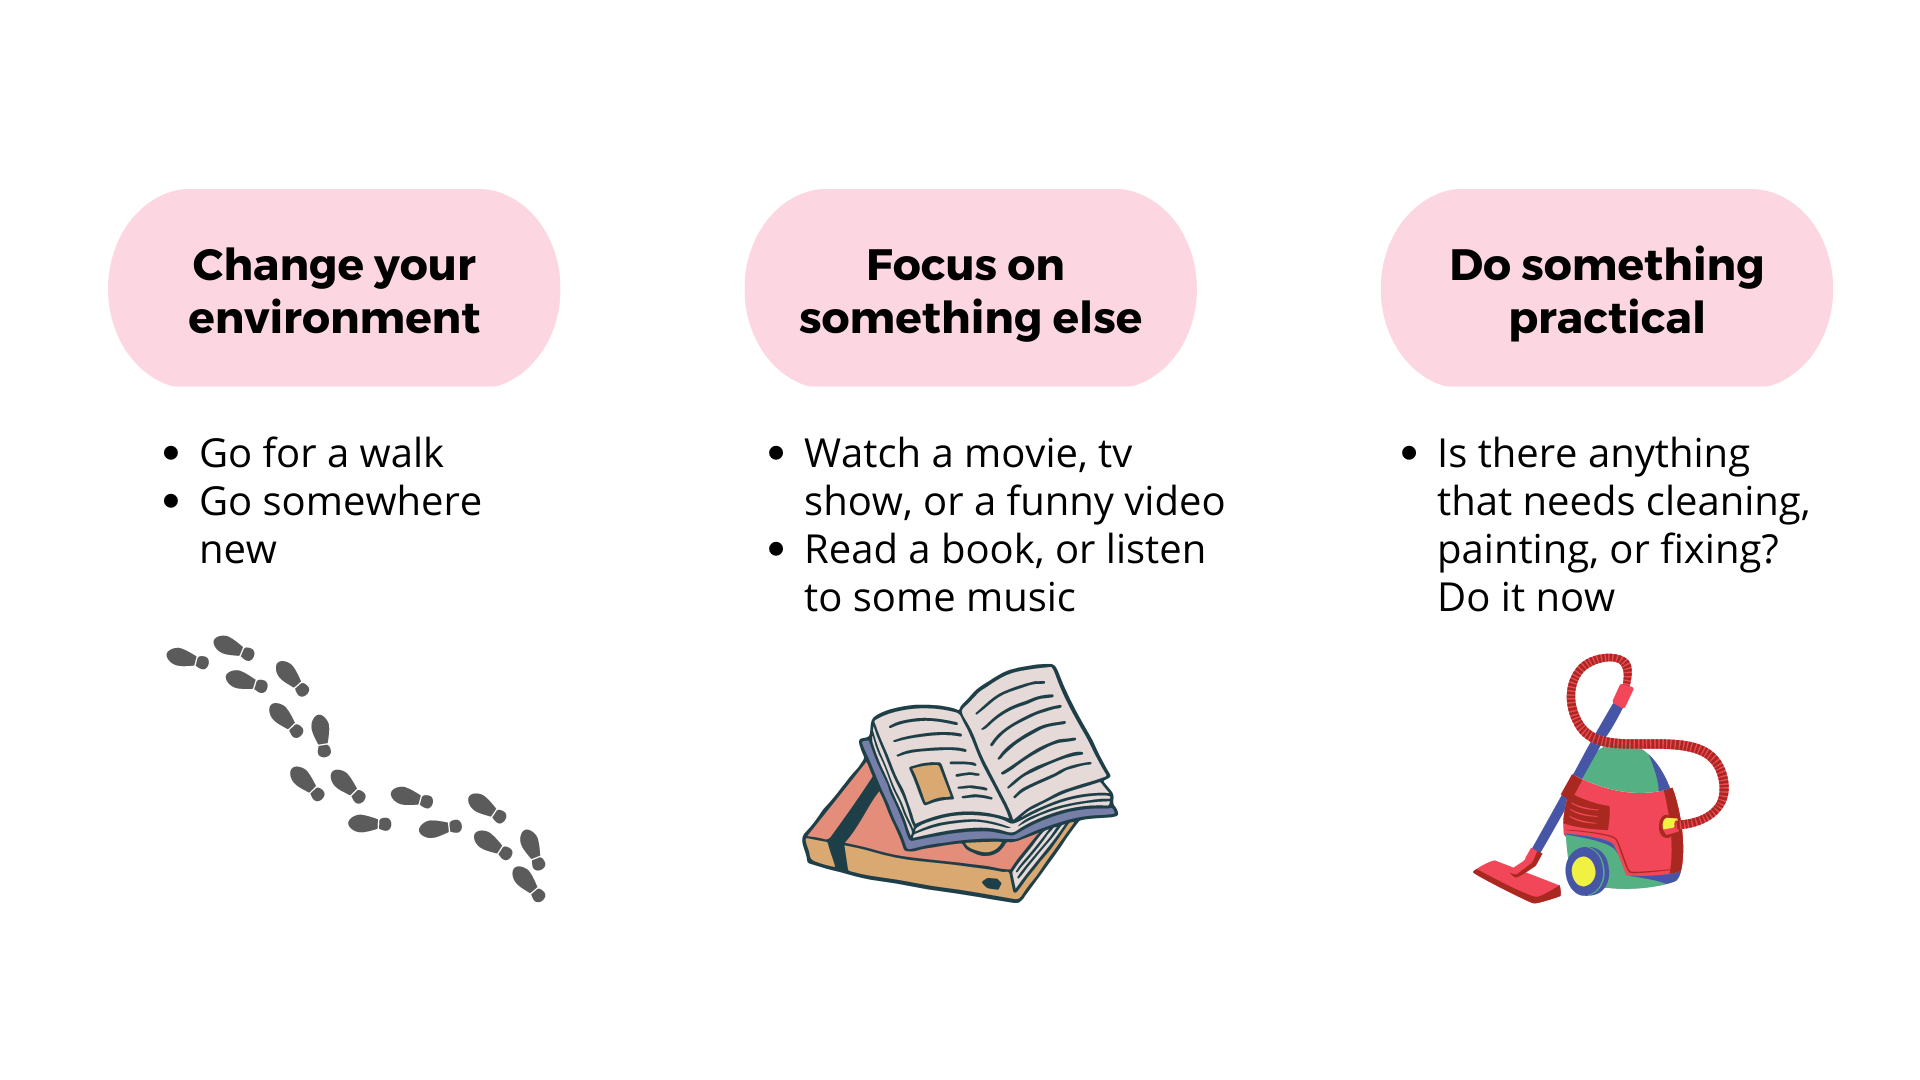 Change your
environment
• Go for a walk
• Go somewhere
new
Focus on
something else
• Watch a movie, tv
show, or a funny video
• Read a book, or listen
to some music
Do something
practical
• Is there anything
that needs cleaning,
painting, or fixing?
Do it now